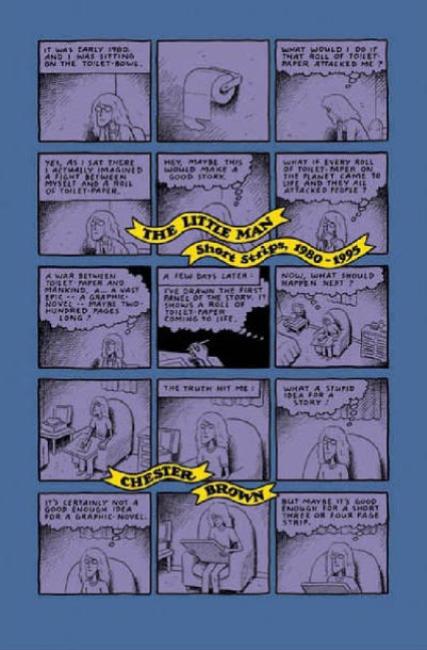 IT WAS EARLY 1980
AND I WAS SITTING
ON THE TOILET-BOWL.
WHAT WOULD I DO IF
THAT ROLL OF TOILET-
PAPER ATTACKED ME?
YES, AS I SAT THERE
I ACTUALLY IMAGINED
A FIGHT BETWEEN
MYSELF AND A ROLL
OF TOILET-PAPER.
HEY, MAYBE THIS
WOULD MAKE A
GOOD STORY.
WHAT IF EVERY ROLL
OF TOILET-PAPER ON
THE PLANET CAME TO
LIFE AND THEY ALL
ATTACKED PEOPLE?
THE LITTLE MAN
Short Strips, 1980-1995
A WAR BETWEEN
TOILET-PAPER AND
MANKIND. A... A VAST
EPIC -- A GRAPHIC-
NOVEL -- MAYBE TWO-
HUNDRED PAGES
LONG?
A FEW DAYS LATER:
I'VE DRAWN THE FIRST
PANEL OF THE STORY. IT
SHOWS A ROLL OF
TOILET-PAPER
COMING TO LIFE.
NOW, WHAT SHOULD
HAPPEN NEXT?
THE TRUTH HIT ME:
WHAT A STUPID
IDEA FOR A
STORY!
CHESTER
BROWN
IT'S CERTAINLY NOT A
GOOD ENOUGH IDEA
FOR A GRAPHIC-NOVEL.
BUT MAYBE IT'S GOOD
ENOUGH FOR A SHORT
THREE OR FOUR PAGE
STRIP.